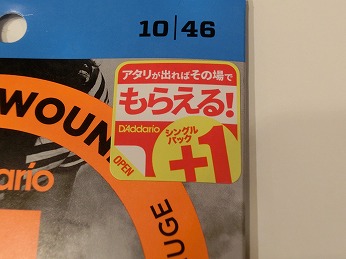 10|46
アタリが出ればその場で
もらえる!
D'Addario
シングル
パック
+1
OPEN
WOUN
ario
UGE